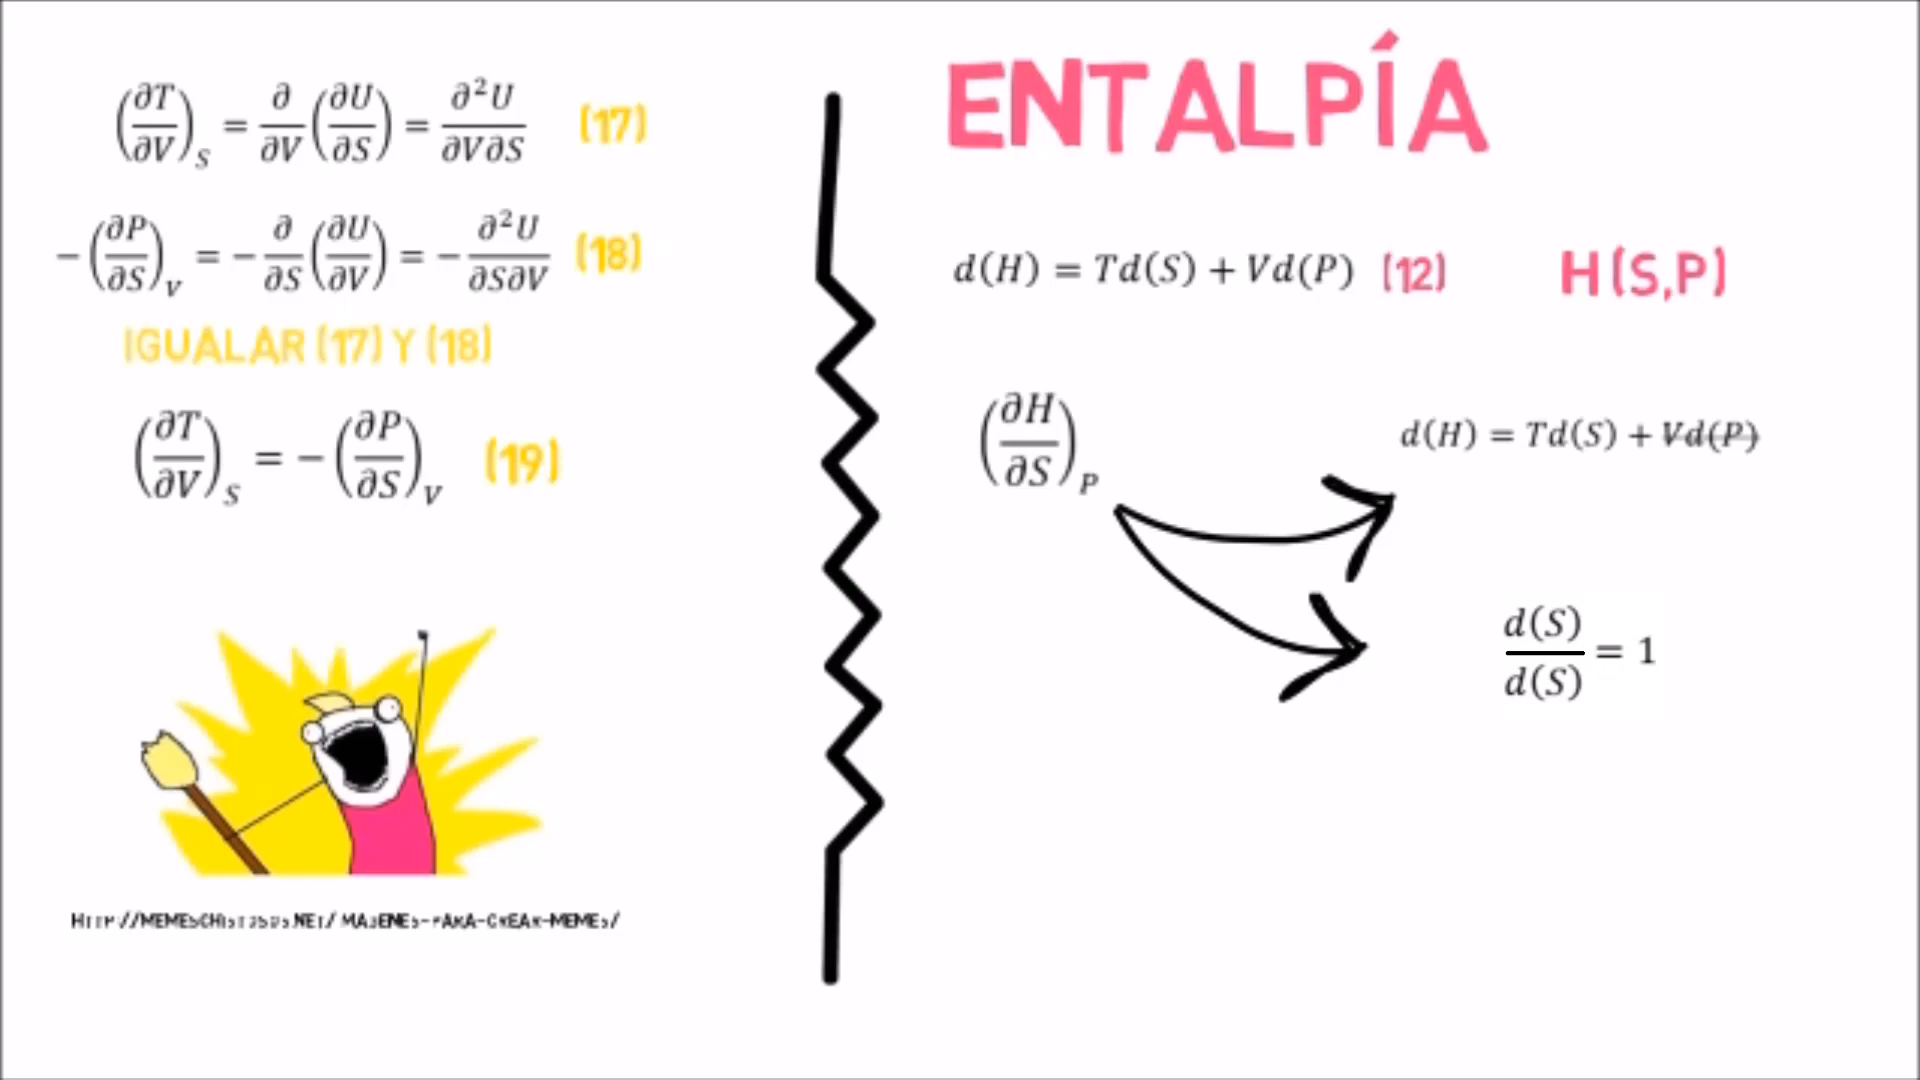 (∂T/∂V)_S = ∂/∂V (∂U/∂S) = ∂²U/∂V∂S (17)
−(∂P/∂S)_V = −∂/∂S (∂U/∂V) = −∂²U/∂S∂V (18)
IGUALAR (17) Y (18)
(∂T/∂V)_S = −(∂P/∂S)_V (19)
ENTALPÍA
d(H) = Td(S) + Vd(P) (12) H(S,P)
(∂H/∂S)_P
d(H) = Td(S) + Vd(P)
d(S)/d(S) = 1